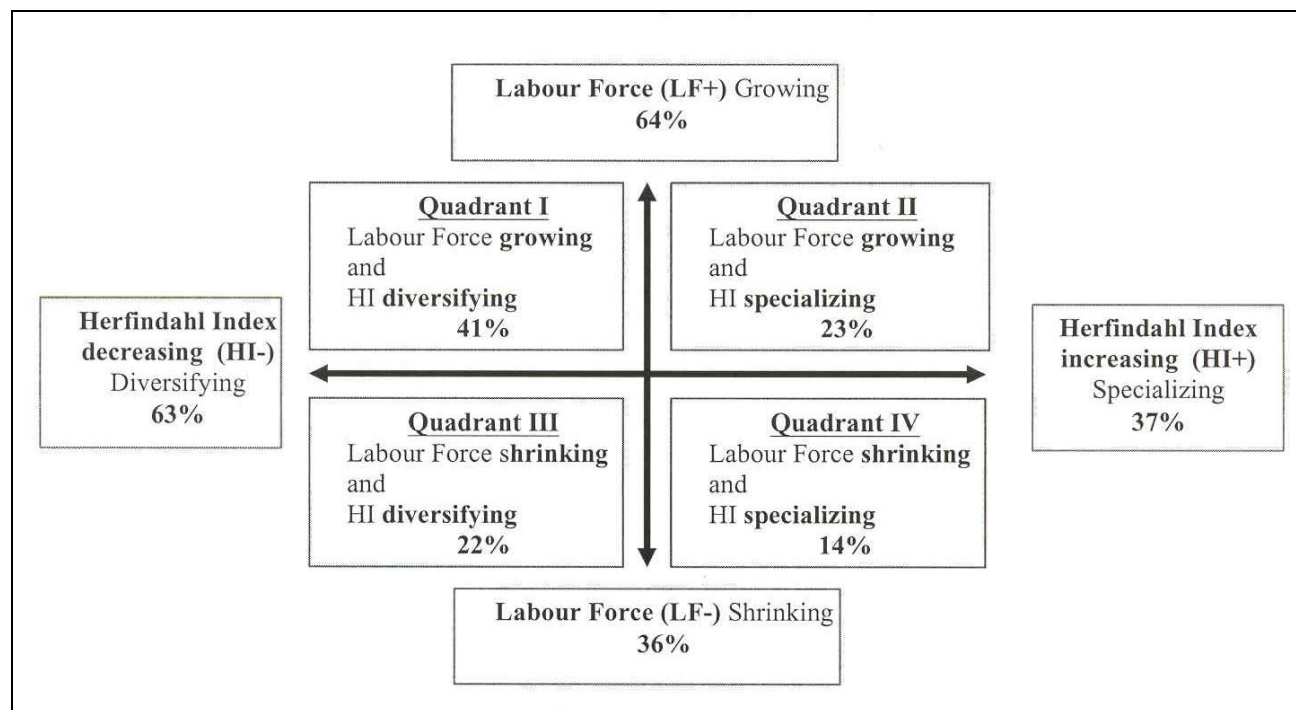 Labour Force (LF+) Growing
64%
Quadrant I
Labour Force growing
and
HI diversifying
41%
Quadrant II
Labour Force growing
and
HI specializing
23%
Herfindahl Index
decreasing (HI-)
Diversifying
63%
Herfindahl Index
increasing (HI+)
Specializing
37%
Quadrant III
Labour Force shrinking
and
HI diversifying
22%
Quadrant IV
Labour Force shrinking
and
HI specializing
14%
Labour Force (LF-) Shrinking
36%